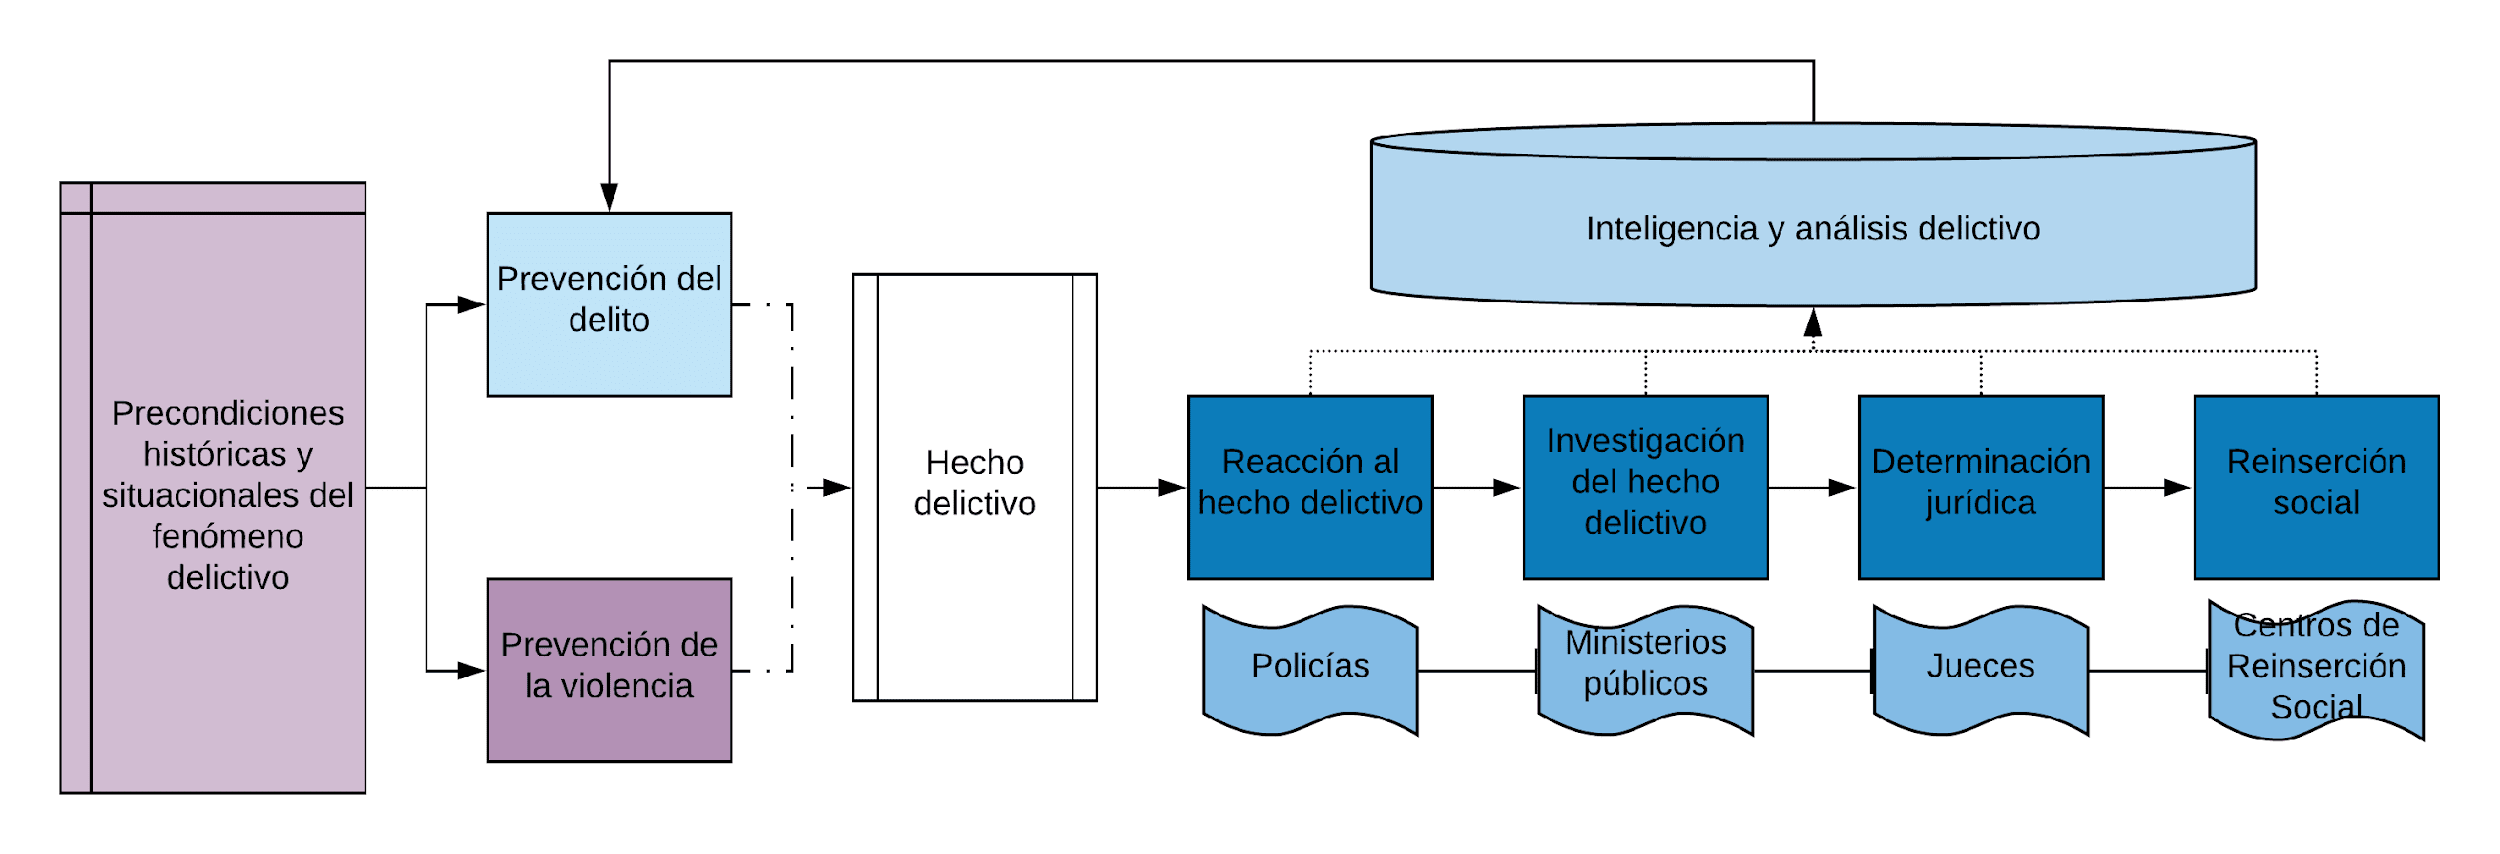 Inteligencia y análisis delictivo
Precondiciones
históricas y
situacionales del
fenómeno
delictivo
Prevención del
delito
Prevención de
la violencia
Hecho
delictivo
Reacción al
hecho delictivo
Investigación
del hecho
delictivo
Determinación
jurídica
Reinserción
social
Policías
Ministerios
públicos
Jueces
Centros de
Reinserción
Social